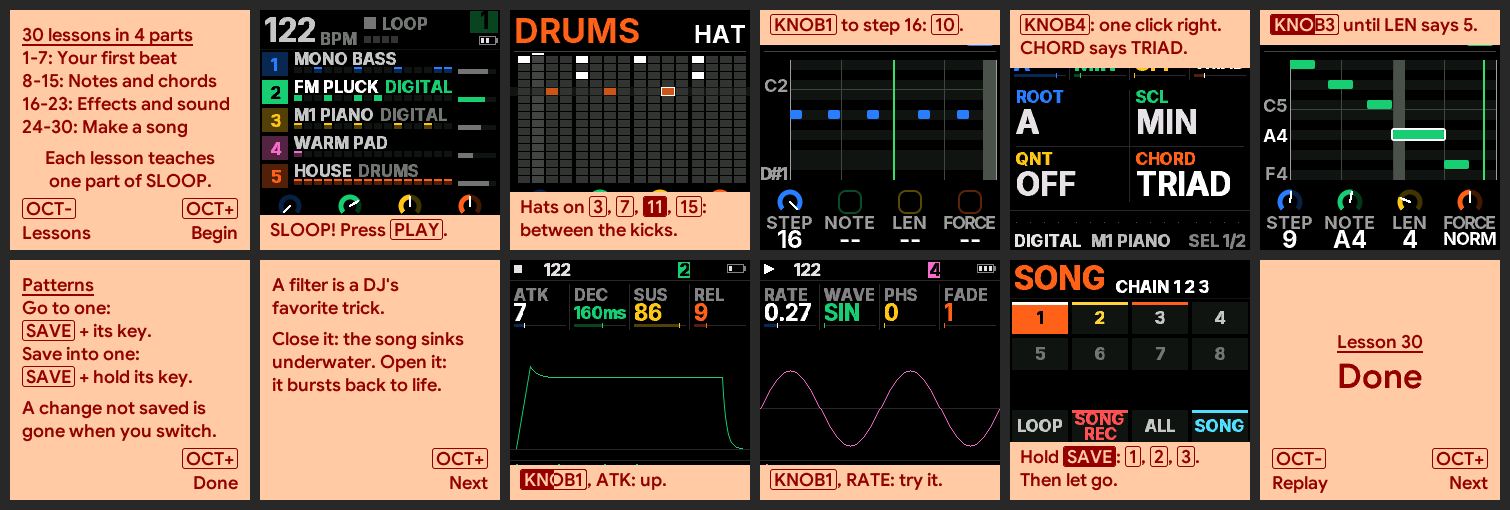 30 lessons in 4 parts
1-7: Your first beat
8-15: Notes and chords
16-23: Effects and sound
24-30: Make a song
Each lesson teaches
one part of SLOOP.
OCT- OCT+
Lessons Begin
122 BPM LOOP 1
1 MONO BASS
2 FM PLUCK DIGITAL
3 M1 PIANO DIGITAL
4 WARM PAD
5 HOUSE DRUMS
SLOOP! Press PLAY.
DRUMS HAT
Hats on 3, 7, 11, 15:
between the kicks.
KNOB1 to step 16: 10.
C2
D#1
STEP NOTE LEN FORCE
16 -- -- --
KNOB4: one click right.
CHORD says TRIAD.
ROOT SCL
A MIN
QNT CHORD
OFF TRIAD
DIGITAL M1 PIANO SEL 1/2
KNOB3 until LEN says 5.
C5
A4
F4
STEP NOTE LEN FORCE
9 A4 4 NORM
Patterns
Go to one:
SAVE + its key.
Save into one:
SAVE + hold its key.
A change not saved is
gone when you switch.
OCT+
Done
A filter is a DJ's
favorite trick.
Close it: the song sinks
underwater. Open it:
it bursts back to life.
OCT+
Next
122 2
ATK DEC SUS REL
7 160ms 86 9
KNOB1, ATK: up.
122 4
RATE WAVE PHS FADE
0.27 SIN 0 1
KNOB1, RATE: try it.
SONG CHAIN 1 2 3
1 2 3 4
5 6 7 8
LOOP SONG REC ALL SONG
Hold SAVE: 1, 2, 3.
Then let go.
Lesson 30
Done
OCT- OCT+
Replay Next